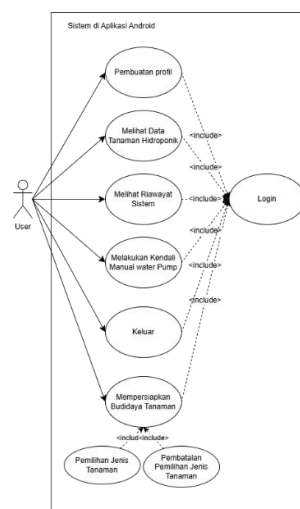 Sistem di Aplikasi Android
Pembuatan profil
Melihat Data
Tanaman Hidroponik
<include>
<include>
Melihat Riawayat
Sistem
<include>
Login
User
<include>
Melakukan Kendali
Manual water Pump
<include>
<include>
Keluar
Mempersiapkan
Budidaya Tanaman
<includ<include>
Pemilihan Jenis
Tanaman
Pembatalan
Pemilihan Jenis
Tanaman